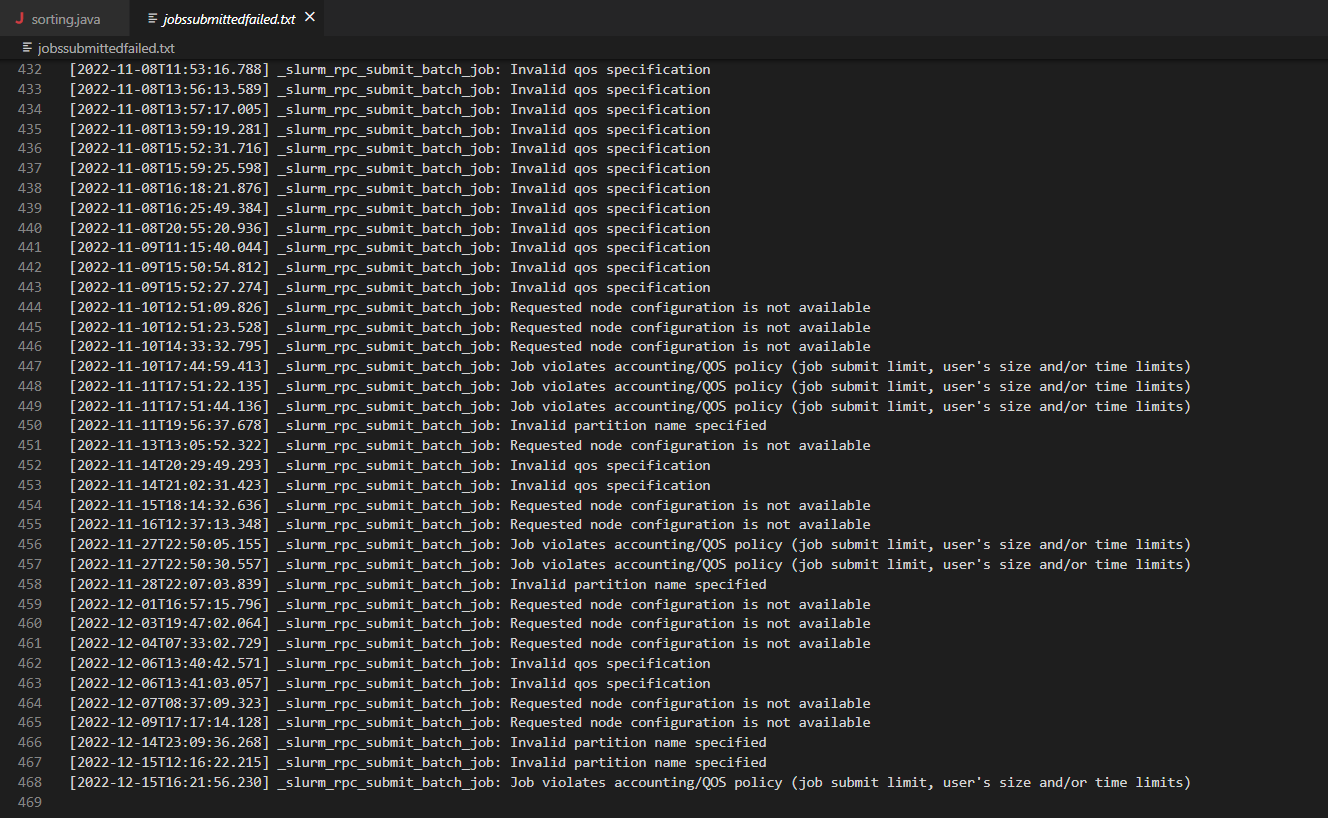 J sorting.java
jobssubmittedfailed.txt
jobssubmittedfailed.txt
432 [2022-11-08T11:53:16.788] _slurm_rpc_submit_batch_job: Invalid qos specification
433 [2022-11-08T13:56:13.589] _slurm_rpc_submit_batch_job: Invalid qos specification
434 [2022-11-08T13:57:17.005] _slurm_rpc_submit_batch_job: Invalid qos specification
435 [2022-11-08T13:59:19.281] _slurm_rpc_submit_batch_job: Invalid qos specification
436 [2022-11-08T15:52:31.716] _slurm_rpc_submit_batch_job: Invalid qos specification
437 [2022-11-08T15:59:25.598] _slurm_rpc_submit_batch_job: Invalid qos specification
438 [2022-11-08T16:18:21.876] _slurm_rpc_submit_batch_job: Invalid qos specification
439 [2022-11-08T16:25:49.384] _slurm_rpc_submit_batch_job: Invalid qos specification
440 [2022-11-08T20:55:20.936] _slurm_rpc_submit_batch_job: Invalid qos specification
441 [2022-11-09T11:15:40.044] _slurm_rpc_submit_batch_job: Invalid qos specification
442 [2022-11-09T15:50:54.812] _slurm_rpc_submit_batch_job: Invalid qos specification
443 [2022-11-09T15:52:27.274] _slurm_rpc_submit_batch_job: Invalid qos specification
444 [2022-11-10T12:51:09.826] _slurm_rpc_submit_batch_job: Requested node configuration is not available
445 [2022-11-10T12:51:23.528] _slurm_rpc_submit_batch_job: Requested node configuration is not available
446 [2022-11-10T14:33:32.795] _slurm_rpc_submit_batch_job: Requested node configuration is not available
447 [2022-11-10T17:44:59.413] _slurm_rpc_submit_batch_job: Job violates accounting/QOS policy (job submit limit, user's size and/or time limits)
448 [2022-11-11T17:51:22.135] _slurm_rpc_submit_batch_job: Job violates accounting/QOS policy (job submit limit, user's size and/or time limits)
449 [2022-11-11T17:51:44.136] _slurm_rpc_submit_batch_job: Job violates accounting/QOS policy (job submit limit, user's size and/or time limits)
450 [2022-11-11T19:56:37.678] _slurm_rpc_submit_batch_job: Invalid partition name specified
451 [2022-11-13T13:05:52.322] _slurm_rpc_submit_batch_job: Requested node configuration is not available
452 [2022-11-14T20:29:49.293] _slurm_rpc_submit_batch_job: Invalid qos specification
453 [2022-11-14T21:02:31.423] _slurm_rpc_submit_batch_job: Invalid qos specification
454 [2022-11-15T18:14:32.636] _slurm_rpc_submit_batch_job: Requested node configuration is not available
455 [2022-11-16T12:37:13.348] _slurm_rpc_submit_batch_job: Requested node configuration is not available
456 [2022-11-27T22:50:05.155] _slurm_rpc_submit_batch_job: Job violates accounting/QOS policy (job submit limit, user's size and/or time limits)
457 [2022-11-27T22:50:30.557] _slurm_rpc_submit_batch_job: Job violates accounting/QOS policy (job submit limit, user's size and/or time limits)
458 [2022-11-28T22:07:03.839] _slurm_rpc_submit_batch_job: Invalid partition name specified
459 [2022-12-01T16:57:15.796] _slurm_rpc_submit_batch_job: Requested node configuration is not available
460 [2022-12-03T19:47:02.064] _slurm_rpc_submit_batch_job: Requested node configuration is not available
461 [2022-12-04T07:33:02.729] _slurm_rpc_submit_batch_job: Requested node configuration is not available
462 [2022-12-06T13:40:42.571] _slurm_rpc_submit_batch_job: Invalid qos specification
463 [2022-12-06T13:41:03.057] _slurm_rpc_submit_batch_job: Invalid qos specification
464 [2022-12-07T08:37:09.323] _slurm_rpc_submit_batch_job: Requested node configuration is not available
465 [2022-12-09T17:17:14.128] _slurm_rpc_submit_batch_job: Requested node configuration is not available
466 [2022-12-14T23:09:36.268] _slurm_rpc_submit_batch_job: Invalid partition name specified
467 [2022-12-15T12:16:22.215] _slurm_rpc_submit_batch_job: Invalid partition name specified
468 [2022-12-15T16:21:56.230] _slurm_rpc_submit_batch_job: Job violates accounting/QOS policy (job submit limit, user's size and/or time limits)
469